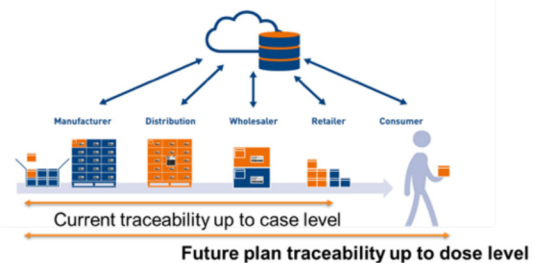 Manufacturer Distribution Wholesaler Retailer Consumer
Current traceability up to case level
Future plan traceability up to dose level